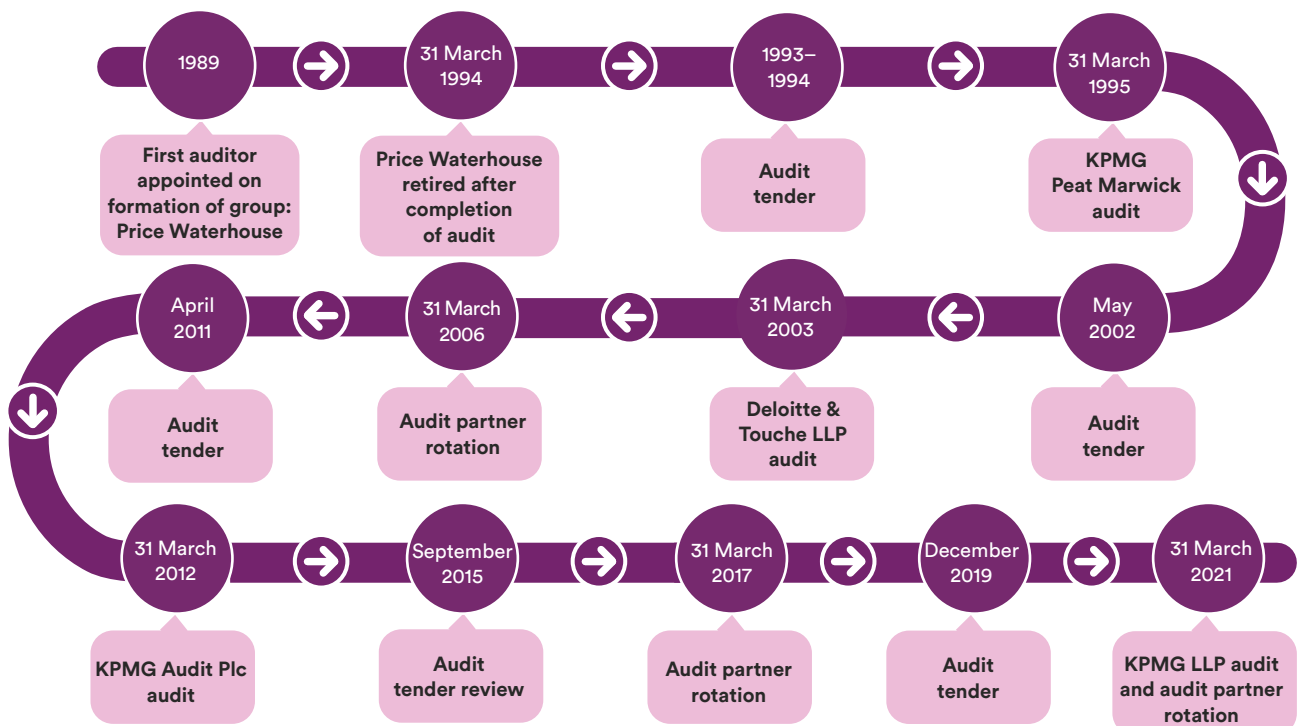 1989
First auditor
appointed on
formation of group:
Price Waterhouse
31 March
1994
Price Waterhouse
retired after
completion
of audit
1993–
1994
Audit
tender
31 March
1995
KPMG
Peat Marwick
audit
May
2002
Audit
tender
31 March
2003
Deloitte &
Touche LLP
audit
31 March
2006
Audit partner
rotation
April
2011
Audit
tender
31 March
2012
KPMG Audit Plc
audit
September
2015
Audit
tender review
31 March
2017
Audit partner
rotation
December
2019
Audit
tender
31 March
2021
KPMG LLP audit
and audit partner
rotation